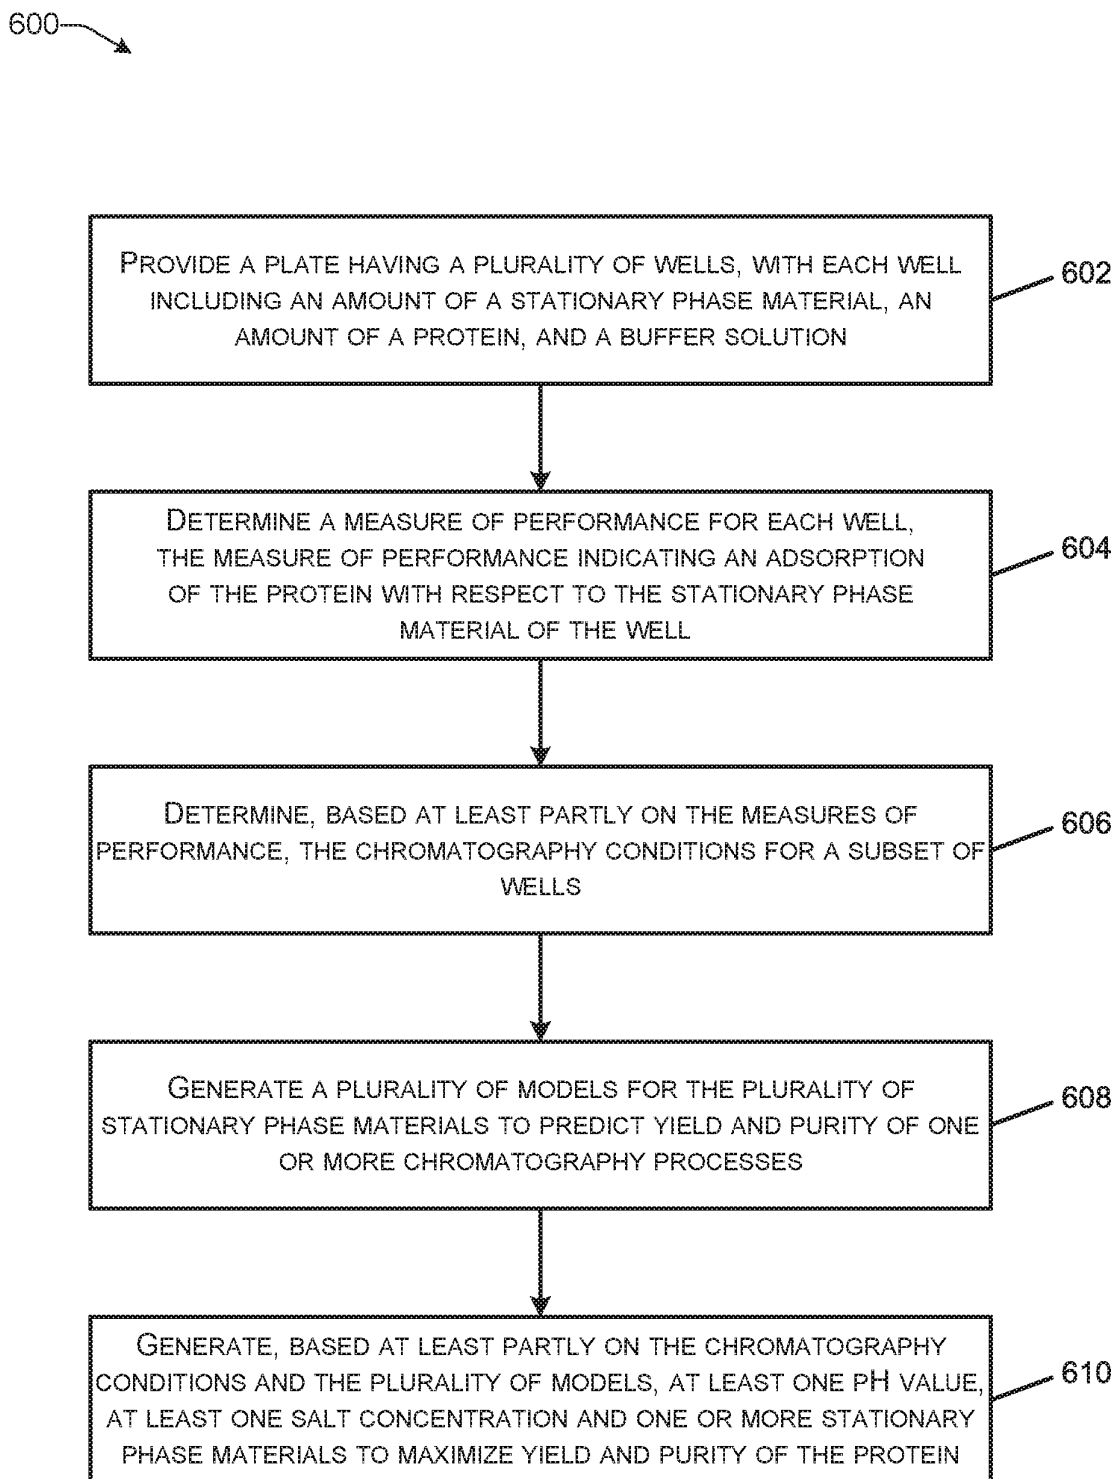 600
PROVIDE A PLATE HAVING A PLURALITY OF WELLS, WITH EACH WELL
INCLUDING AN AMOUNT OF A STATIONARY PHASE MATERIAL, AN
AMOUNT OF A PROTEIN, AND A BUFFER SOLUTION
602
DETERMINE A MEASURE OF PERFORMANCE FOR EACH WELL,
THE MEASURE OF PERFORMANCE INDICATING AN ADSORPTION
OF THE PROTEIN WITH RESPECT TO THE STATIONARY PHASE
MATERIAL OF THE WELL
604
DETERMINE, BASED AT LEAST PARTLY ON THE MEASURES OF
PERFORMANCE, THE CHROMATOGRAPHY CONDITIONS FOR A SUBSET OF
WELLS
606
GENERATE A PLURALITY OF MODELS FOR THE PLURALITY OF
STATIONARY PHASE MATERIALS TO PREDICT YIELD AND PURITY OF ONE
OR MORE CHROMATOGRAPHY PROCESSES
608
GENERATE, BASED AT LEAST PARTLY ON THE CHROMATOGRAPHY
CONDITIONS AND THE PLURALITY OF MODELS, AT LEAST ONE PH VALUE,
AT LEAST ONE SALT CONCENTRATION AND ONE OR MORE STATIONARY
PHASE MATERIALS TO MAXIMIZE YIELD AND PURITY OF THE PROTEIN
610